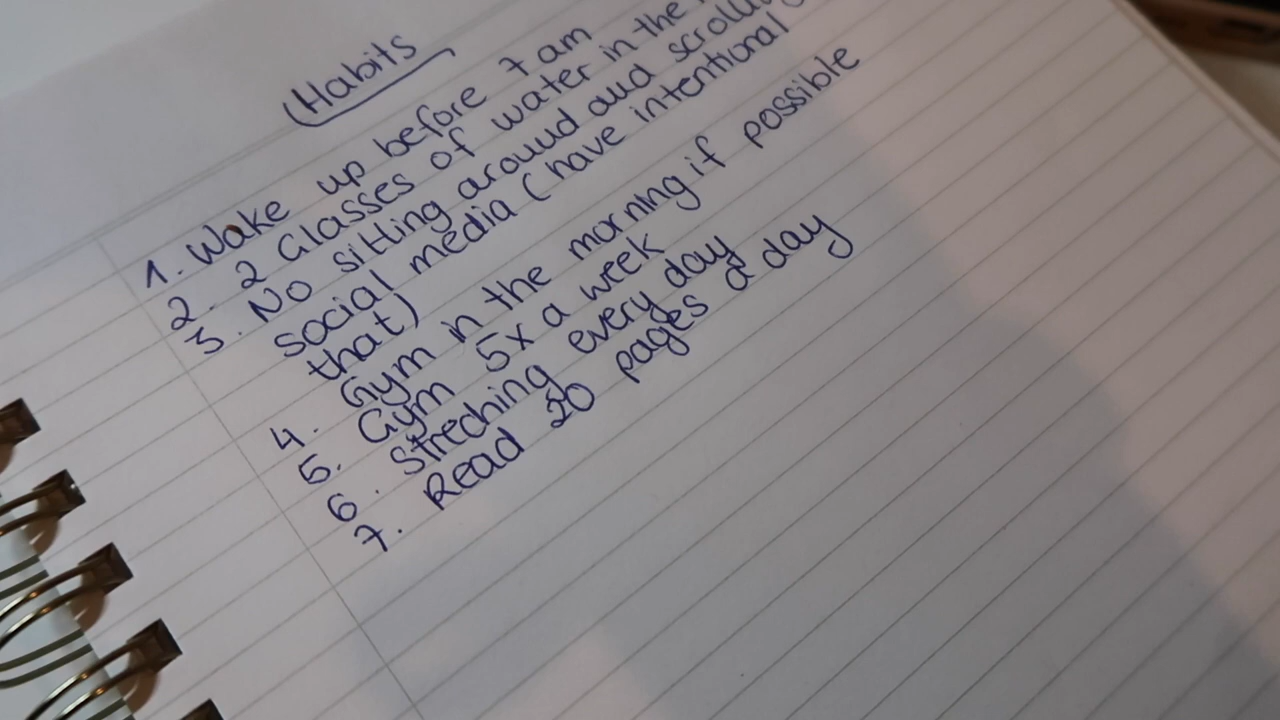 Habits
1. Wake up before 7 am
2. 2 Glasses of water in the
3. No sitting around and
social media (have intentional
that)
4. Gym in the morning if possible
5. Gym 5x a week
6. Streching every day
7. Read 20 pages a day